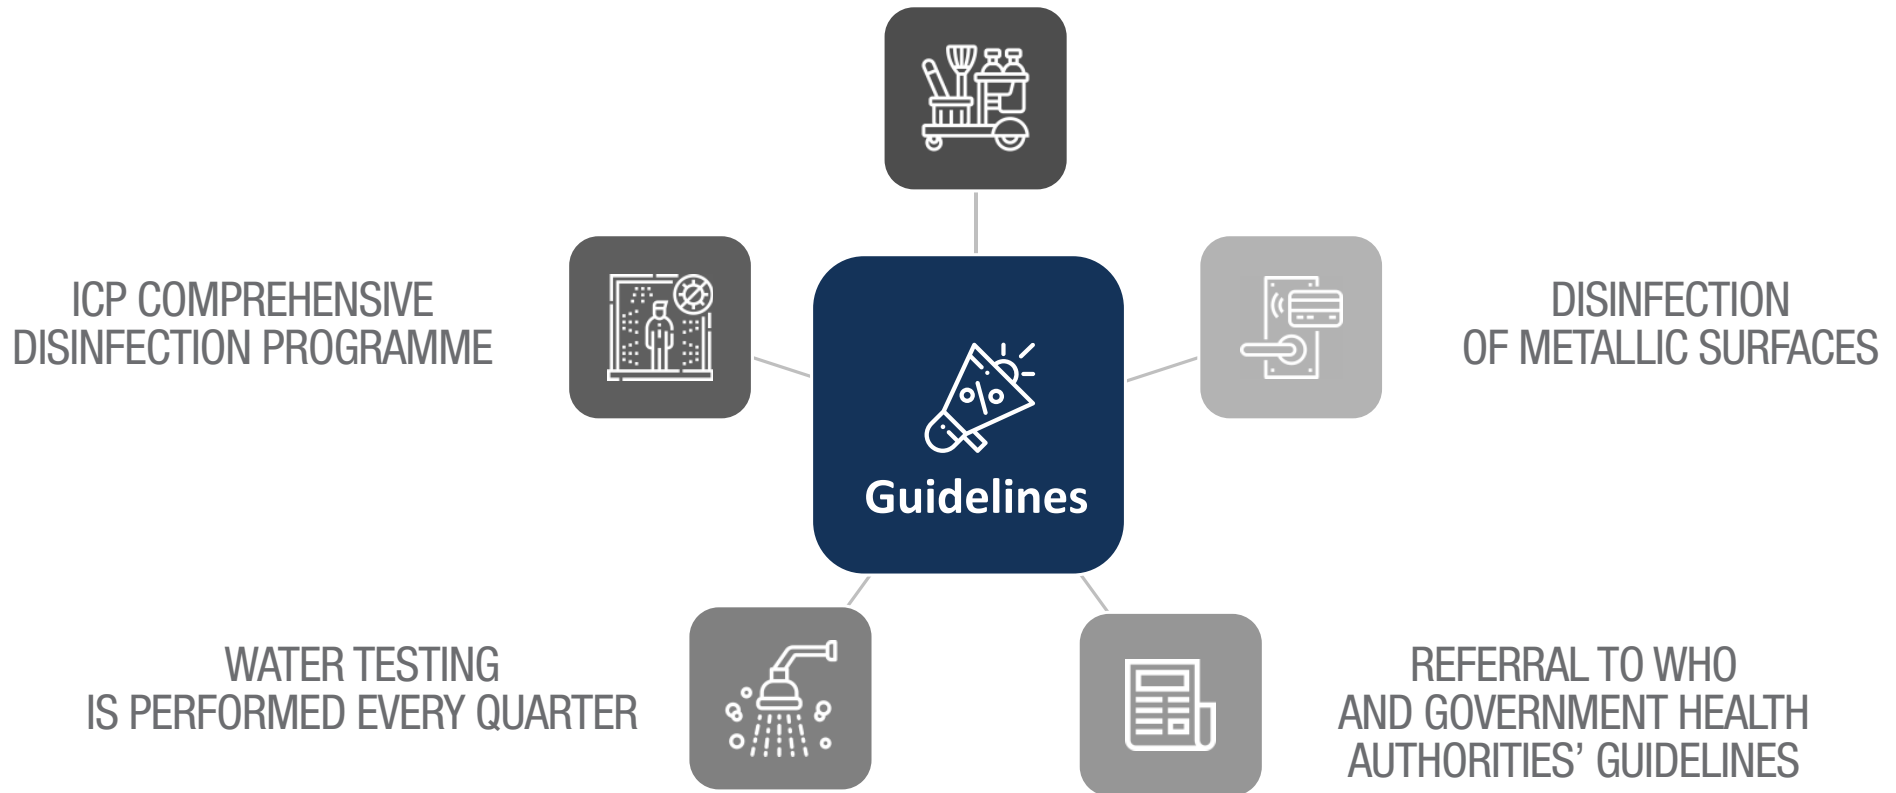 ICP COMPREHENSIVE
DISINFECTION PROGRAMME
DISINFECTION
OF METALLIC SURFACES
%
Guidelines
WATER TESTING
IS PERFORMED EVERY QUARTER
REFERRAL TO WHO
AND GOVERNMENT HEALTH
AUTHORITIES’ GUIDELINES